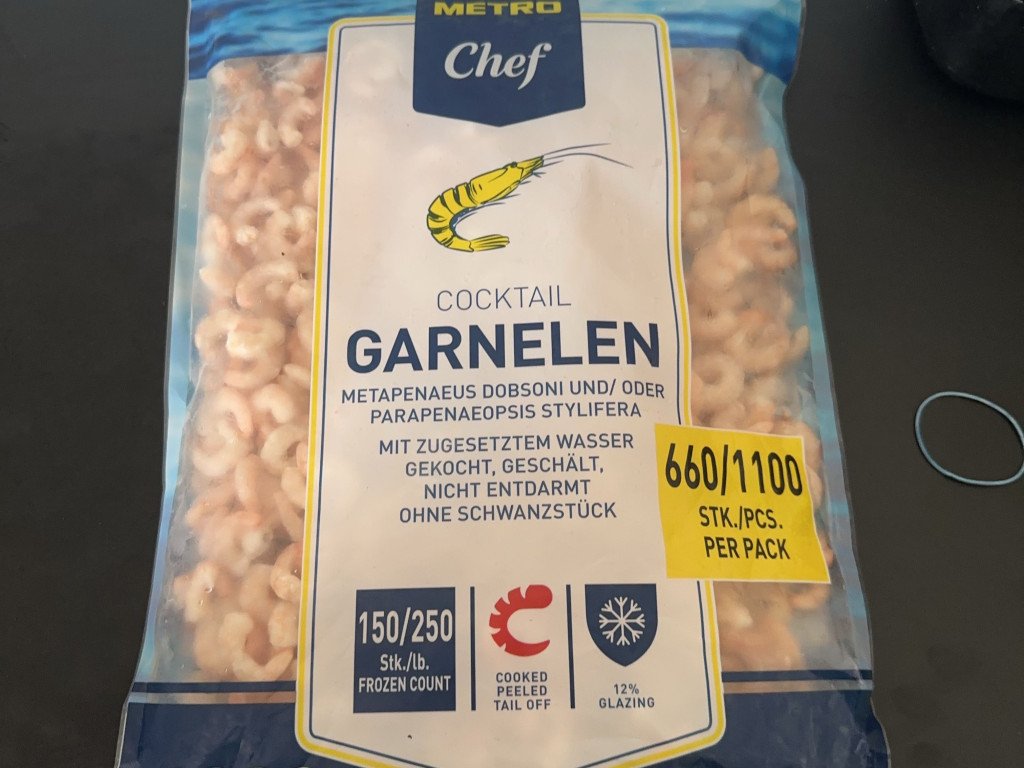 METRO
Chef
COCKTAIL
GARNELEN
METAPENAEUS DOBSONI UND/ ODER
PARAPENAEOPSIS STYLIFERA
MIT ZUGESETZTEM WASSER
GEKOCHT, GESCHÄLT,
NICHT ENTDARMT
OHNE SCHWANZSTÜCK
660/1100
STK./PCS.
PER PACK
150/250
Stk./lb.
FROZEN COUNT
COOKED
PEELED
TAIL OFF
12%
GLAZING